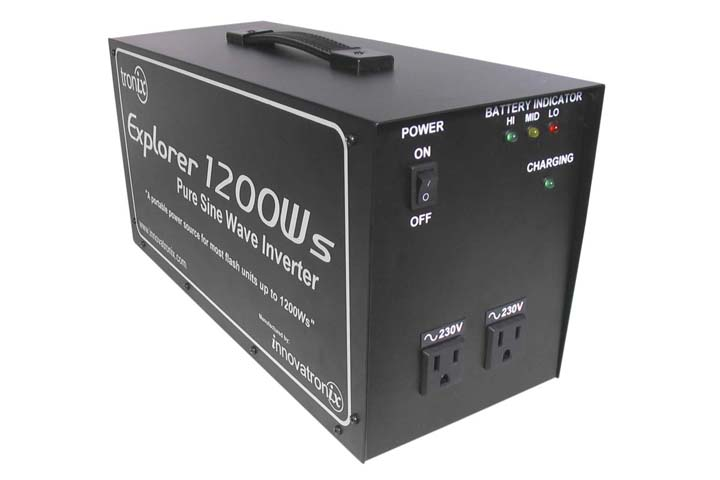 tronix
Explorer 1200Ws
Pure Sine Wave Inverter
"A portable power source for most flash units up to 1200Ws"
www.innovatronix.com
Manufactured by:
innovatronix
POWER
ON
OFF
BATTERY INDICATOR
HI MID LO
CHARGING
~230V
~230V